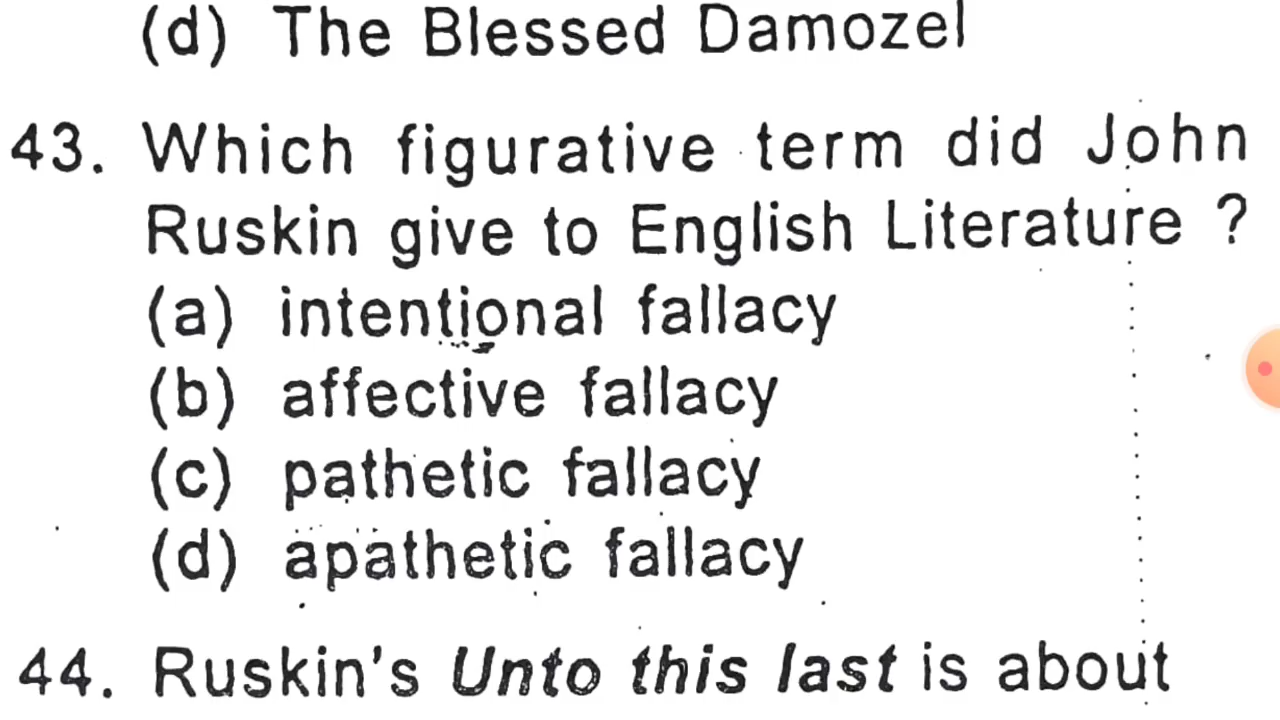 (d) The Blessed Damozel
43. Which figurative term did John
Ruskin give to English Literature ?
(a) intentional fallacy
(b) affective fallacy
(c) pathetic fallacy
(d) apathetic fallacy
44. Ruskin's Unto this last is about